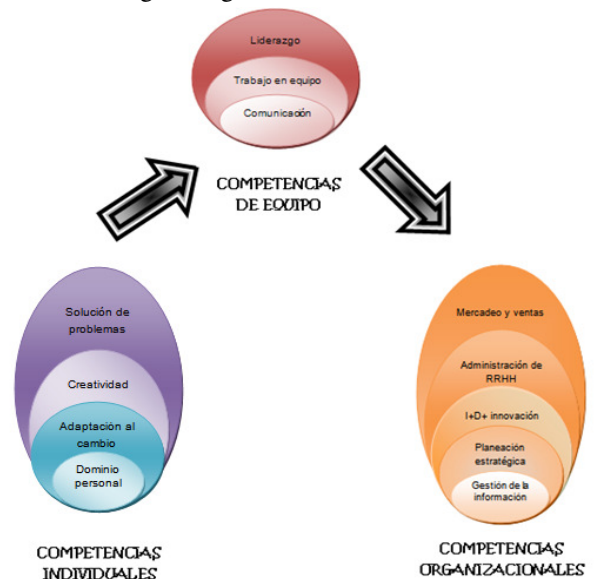 Liderazgo
Trabajo en equipo
Comunicación
COMPETENCIAS
DE EQUIPO
Solución de
problemas
Creatividad
Adaptación al
cambio
Dominio
personal
COMPETENCIAS
INDIVIDUALES
Mercadeo y ventas
Administración de
RRHH
I+D+ innovación
Planeación
estratégica
Gestión de la
información
COMPETENCIAS
ORGANIZACIONALES